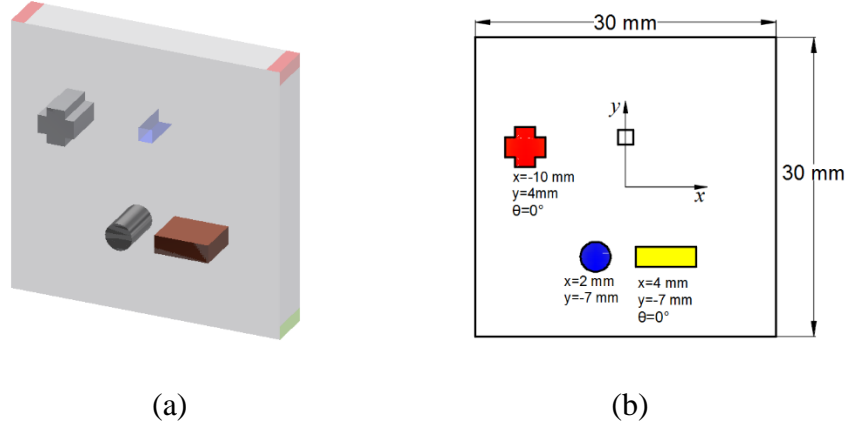 30 mm
y
x
30 mm
x=-10 mm
y=4mm
θ=0°
x=2 mm
y=-7 mm
x=4 mm
y=-7 mm
θ=0°
(a)
(b)